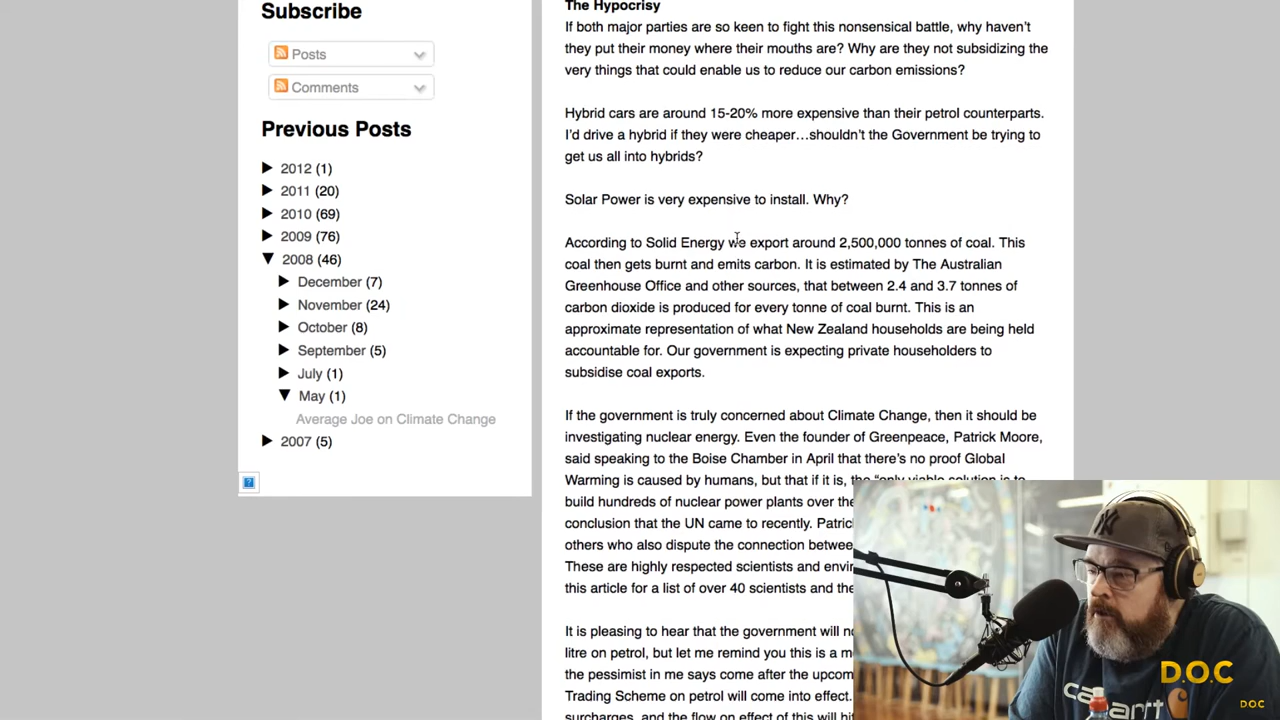 Subscribe
Posts
Comments
Previous Posts
2012 (1)
2011 (20)
2010 (69)
2009 (76)
2008 (46)
December (7)
November (24)
October (8)
September (5)
July (1)
May (1)
Average Joe on Climate Change
2007 (5)
?
The Hypocrisy
If both major parties are so keen to fight this nonsensical battle, why haven't
they put their money where their mouths are? Why are they not subsidizing the
very things that could enable us to reduce our carbon emissions?
Hybrid cars are around 15-20% more expensive than their petrol counterparts.
I'd drive a hybrid if they were cheaper…shouldn't the Government be trying to
get us all into hybrids?
Solar Power is very expensive to install. Why?
According to Solid Energy we export around 2,500,000 tonnes of coal. This
coal then gets burnt and emits carbon. It is estimated by The Australian
Greenhouse Office and other sources, that between 2.4 and 3.7 tonnes of
carbon dioxide is produced for every tonne of coal burnt. This is an
approximate representation of what New Zealand households are being held
accountable for. Our government is expecting private householders to
subsidise coal exports.
If the government is truly concerned about Climate Change, then it should be
investigating nuclear energy. Even the founder of Greenpeace, Patrick Moore,
said speaking to the Boise Chamber in April that there's no proof Global
Warming is caused by humans, but that if it is, the "only viable solution is to
build hundreds of nuclear power plants over the
conclusion that the UN came to recently.
others who also dispute the connection
These are highly respected scientists and
this article for a list of over 40 scientists and
It is pleasing to hear that the government will
litre on petrol, but let me remind you this is a
the pessimist in me says come after the
Trading Scheme on petrol will come into effect.
surcharges, and the flow on effect of this will
NY
carhartt
D.O.C
DOC